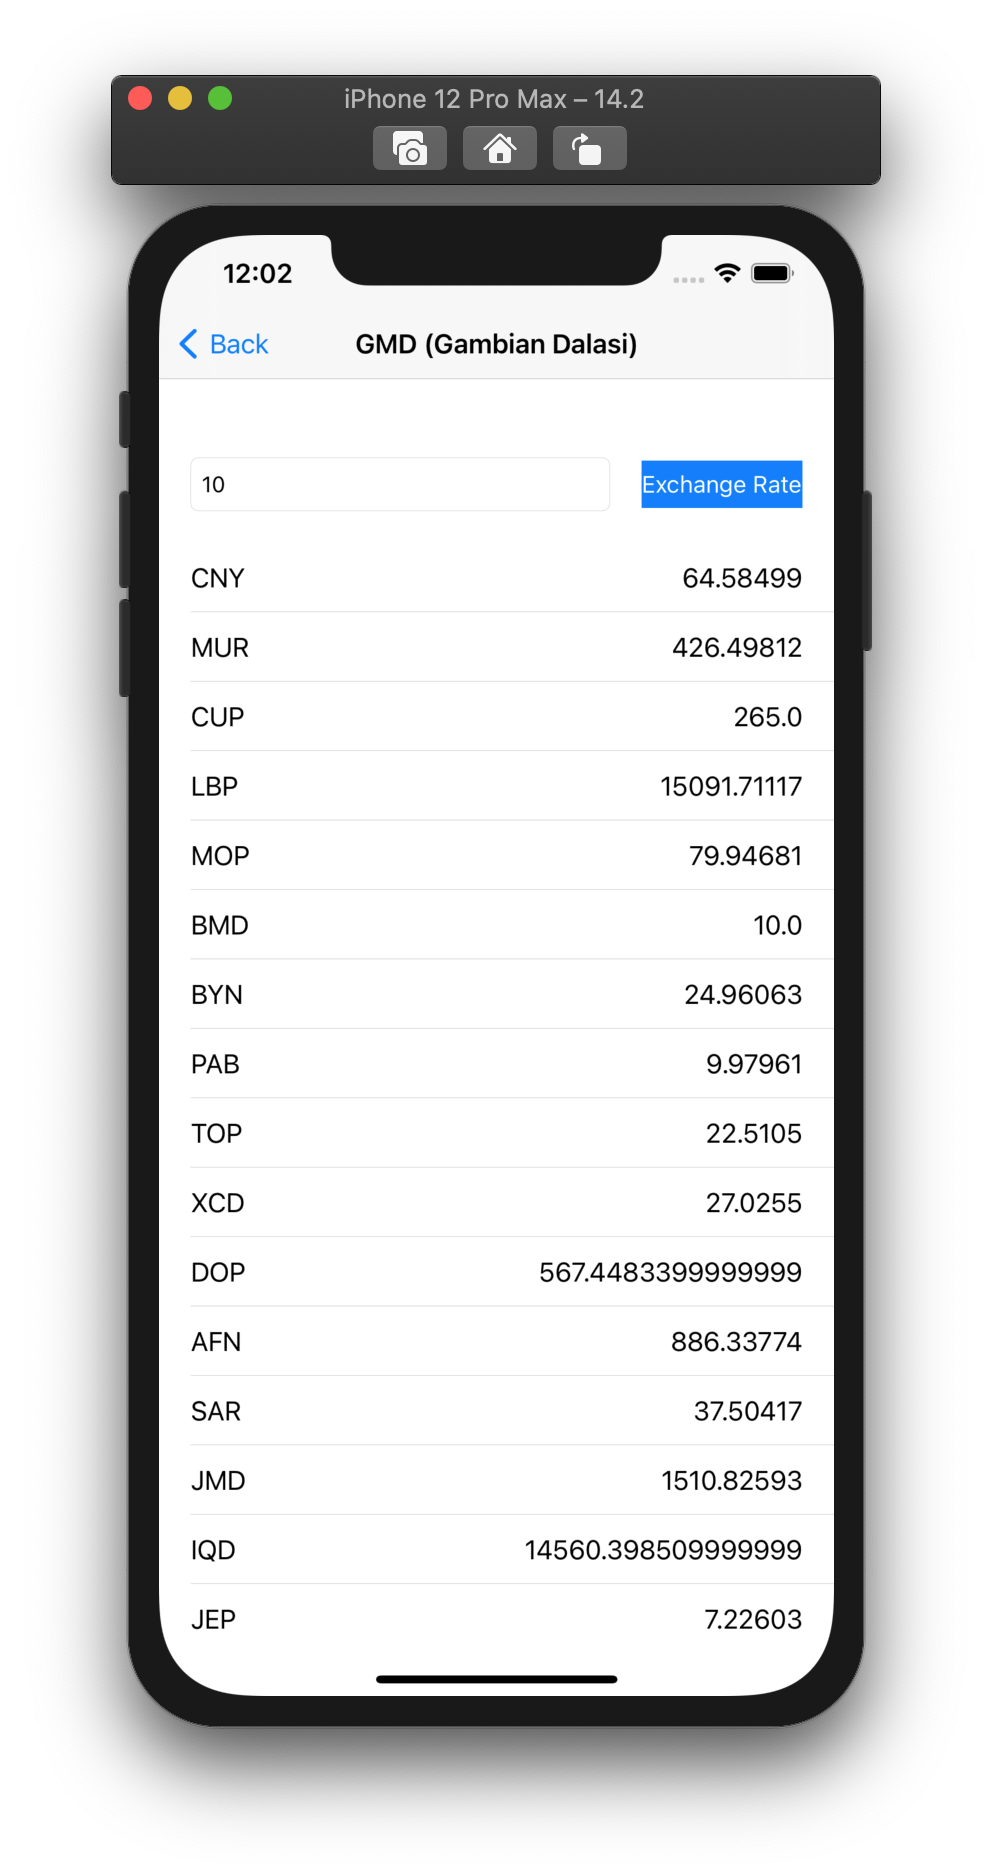 iPhone 12 Pro Max – 14.2
12:02
Back GMD (Gambian Dalasi)
10 Exchange Rate
CNY 64.58499
MUR 426.49812
CUP 265.0
LBP 15091.71117
MOP 79.94681
BMD 10.0
BYN 24.96063
PAB 9.97961
TOP 22.5105
XCD 27.0255
DOP 567.4483399999999
AFN 886.33774
SAR 37.50417
JMD 1510.82593
IQD 14560.398509999999
JEP 7.22603